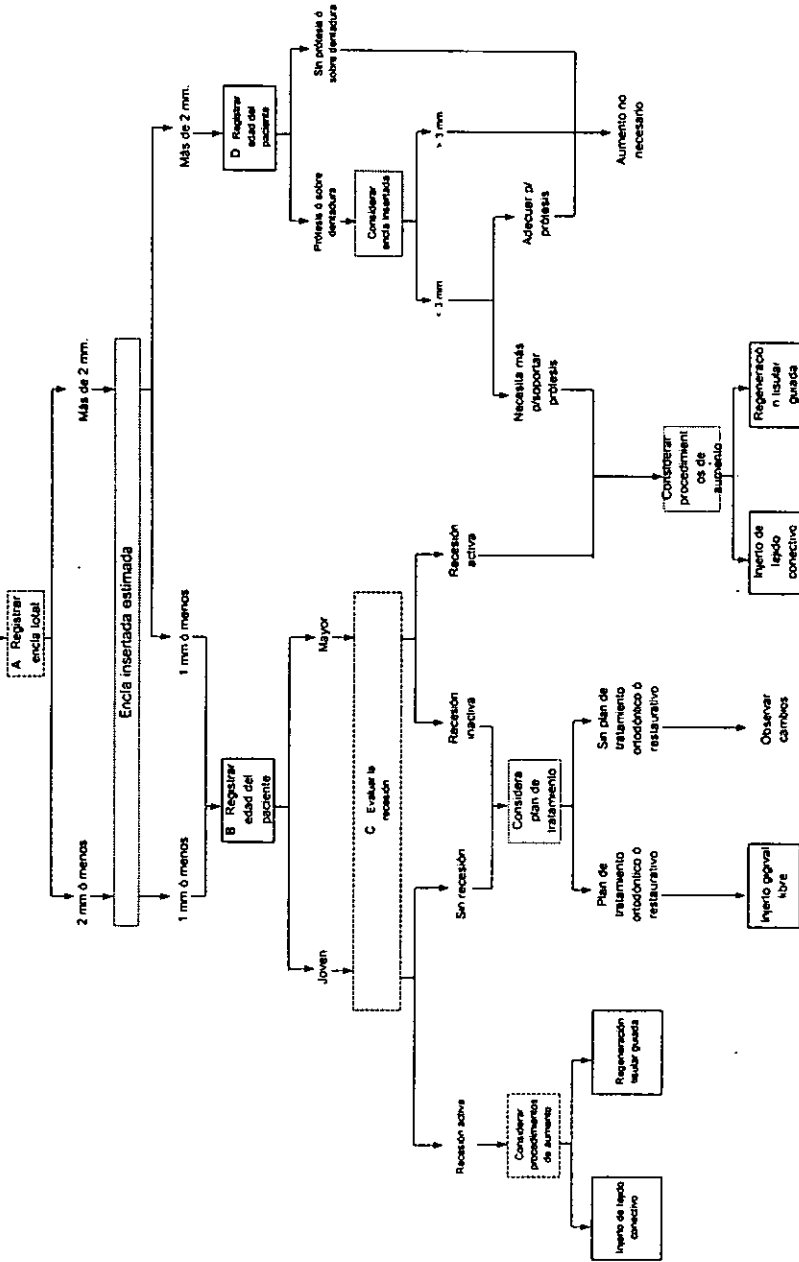 A Registrar
encía total
2 mm ó menos
Más de 2 mm.
Encía insertada estimada
1 mm ó menos
1 mm ó menos
Más de 2 mm.
B Registrar
edad del
paciente
D Registrar
edad del
paciente
Joven
Mayor
Prótesis ó sobre
dentadura
Sin prótesis ó
sobre dentadura
C Evaluar la
recesión
Considerar
encía insertada
< 3 mm
> 3 mm
Recesión activa
Sin recesión
Recesión
inactiva
Recesión
activa
Necesita más
p/soportar
prótesis
Adecuar p/
prótesis
Aumento no
necesario
Considerar
procedimientos
de aumento
Considera
plan de
tratamiento
Considerar
procedimient
os de
aumento
Injerto de tejido
conectivo
Regeneración
tisular guiada
Plan de
tratamiento
ortodóntico ó
restaurativo
Sin plan de
tratamiento
ortodóntico ó
restaurativo
Injerto de
tejido
conectivo
Regeneració
n tisular
guiada
Injerto gigival
libre
Observar
cambios